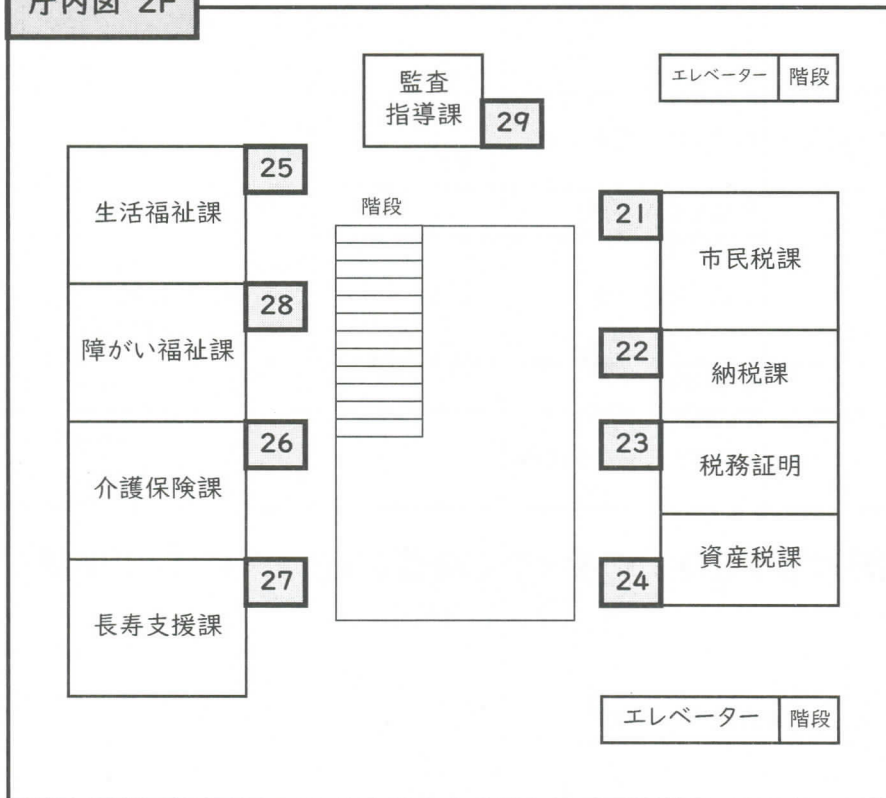 庁内図 2F
エレベーター 階段
監査
指導課
29
25
生活福祉課
階段
21
市民税課
28
障がい福祉課
22
納税課
26
介護保険課
23
税務証明
27
長寿支援課
24
資産税課
エレベーター 階段